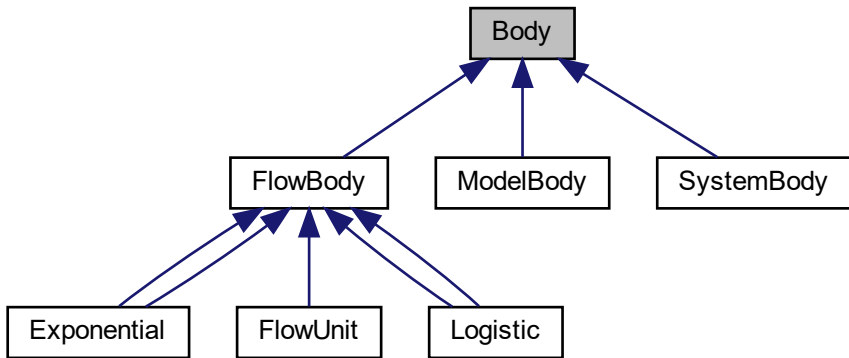 Body
FlowBody
ModelBody
SystemBody
Exponential
FlowUnit
Logistic